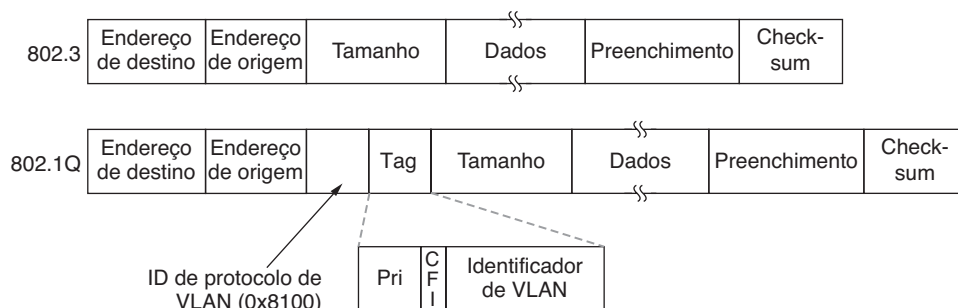 802.3
Endereço de destino
Endereço de origem
Tamanho
Dados
Preenchimento
Check-
sum
802.1Q
Endereço de destino
Endereço de origem
Tag
Tamanho
Dados
Preenchimento
Check-
sum
ID de protocolo de
VLAN (0x8100)
Pri
CFI
Identificador
de VLAN